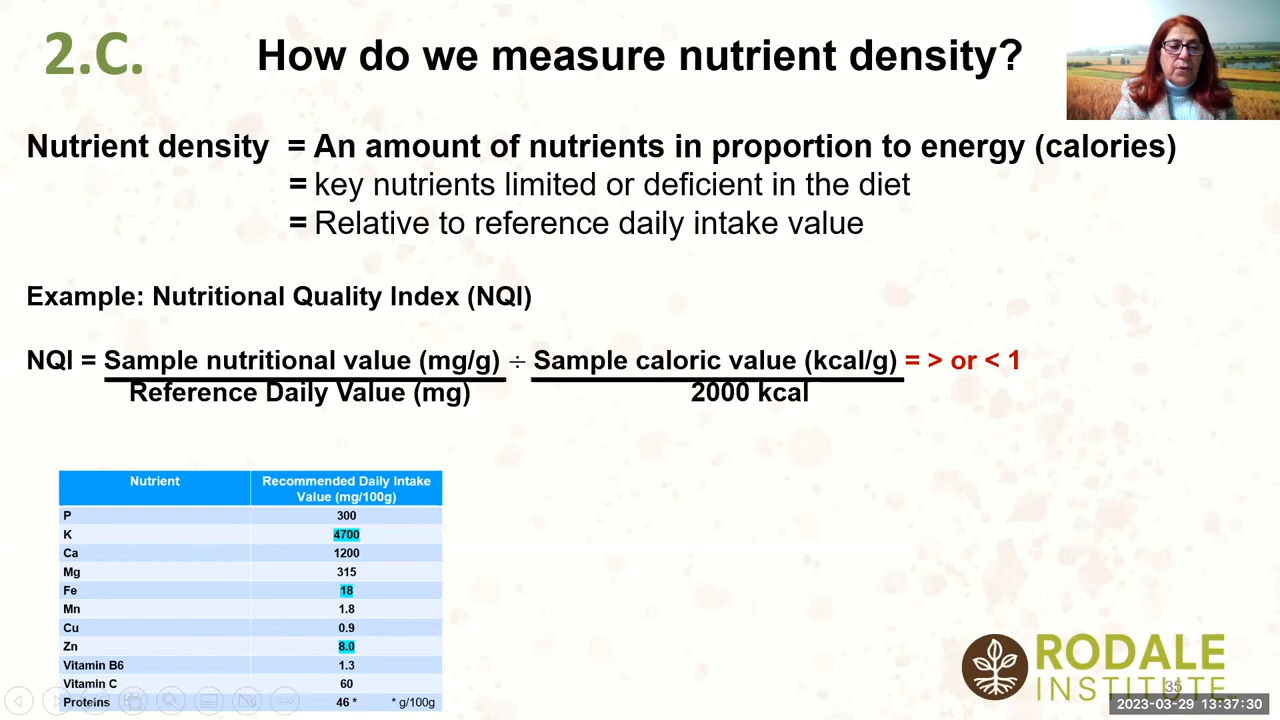 2.C.
How do we measure nutrient density?
Nutrient density = An amount of nutrients in proportion to energy (calories)
= key nutrients limited or deficient in the diet
= Relative to reference daily intake value
Example: Nutritional Quality Index (NQI)
NQI = Sample nutritional value (mg/g) ÷ Sample caloric value (kcal/g) = > or < 1
Reference Daily Value (mg) 2000 kcal
Nutrient Recommended Daily Intake
Value (mg/100g)
P 300
K 4700
Ca 1200
Mg 315
Fe 18
Mn 1.8
Cu 0.9
Zn 8.0
Vitamin B6 1.3
Vitamin C 60
Proteins 46 * * g/100g
RODALE
INSTITUTE
35
2023-03-29 13:37:30